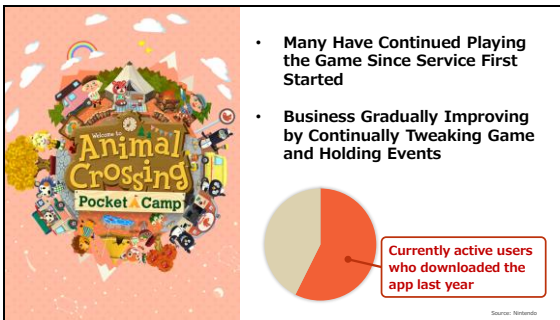 Welcome to
Animal
Crossing
Pocket Camp
• Many Have Continued Playing
the Game Since Service First
Started
• Business Gradually Improving
by Continually Tweaking Game
and Holding Events
Currently active users
who downloaded the
app last year
Source: Nintendo